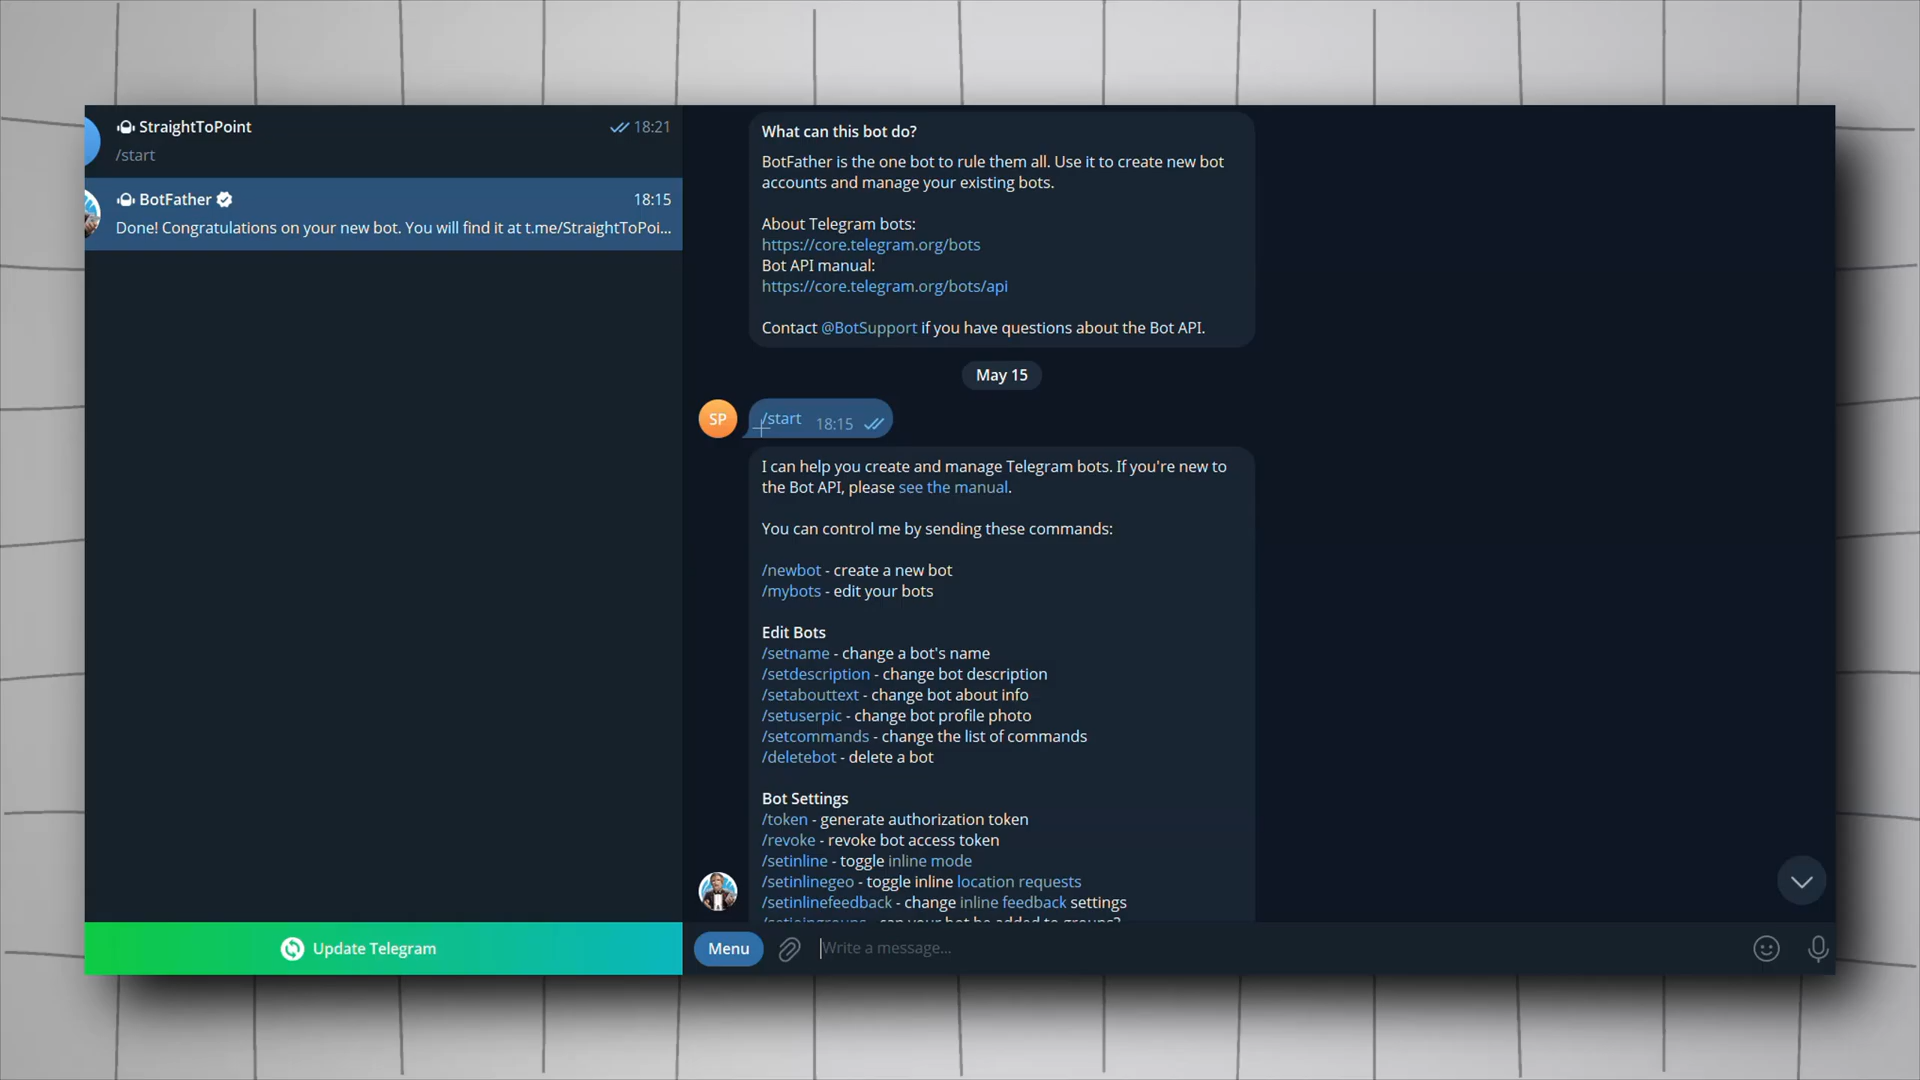 StraightToPoint 18:21
/start
BotFather 18:15
Done! Congratulations on your new bot. You will find it at t.me/StraightToPoi...
Update Telegram
What can this bot do?
BotFather is the one bot to rule them all. Use it to create new bot
accounts and manage your existing bots.
About Telegram bots:
https://core.telegram.org/bots
Bot API manual:
https://core.telegram.org/bots/api
Contact @BotSupport if you have questions about the Bot API.
May 15
SP
/start 18:15
I can help you create and manage Telegram bots. If you're new to
the Bot API, please see the manual.
You can control me by sending these commands:
/newbot - create a new bot
/mybots - edit your bots
Edit Bots
/setname - change a bot's name
/setdescription - change bot description
/setabouttext - change bot about info
/setuserpic - change bot profile photo
/setcommands - change the list of commands
/deletebot - delete a bot
Bot Settings
/token - generate authorization token
/revoke - revoke bot access token
/setinline - toggle inline mode
/setinlinegeo - toggle inline location requests
/setinlinefeedback - change inline feedback settings
/setjoingroups - can your bot be added to groups?
Menu
Write a message...